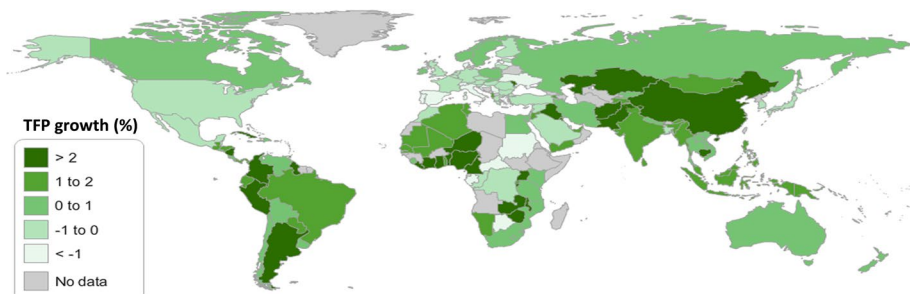 TFP growth (%)
> 2
1 to 2
0 to 1
-1 to 0
< -1
No data